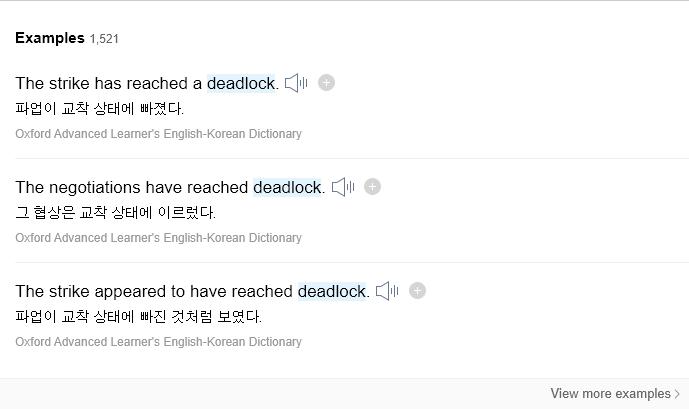 Examples 1,521
The strike has reached a deadlock.
파업이 교착 상태에 빠졌다.
Oxford Advanced Learner's English-Korean Dictionary
The negotiations have reached deadlock.
그 협상은 교착 상태에 이르렀다.
Oxford Advanced Learner's English-Korean Dictionary
The strike appeared to have reached deadlock.
파업이 교착 상태에 빠진 것처럼 보였다.
Oxford Advanced Learner's English-Korean Dictionary
View more examples